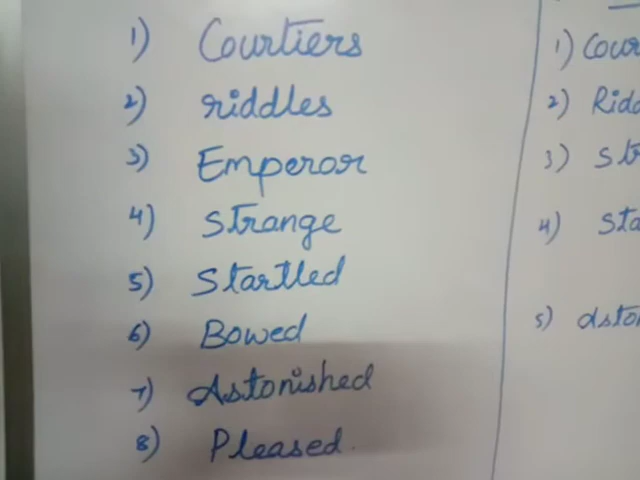 1) Courtiers
2) riddles
3) Emperor
4) Strange
5) Startled
6) Bowed
7) Astonished
8) Pleased.
1)
2)
3)
4)
5)